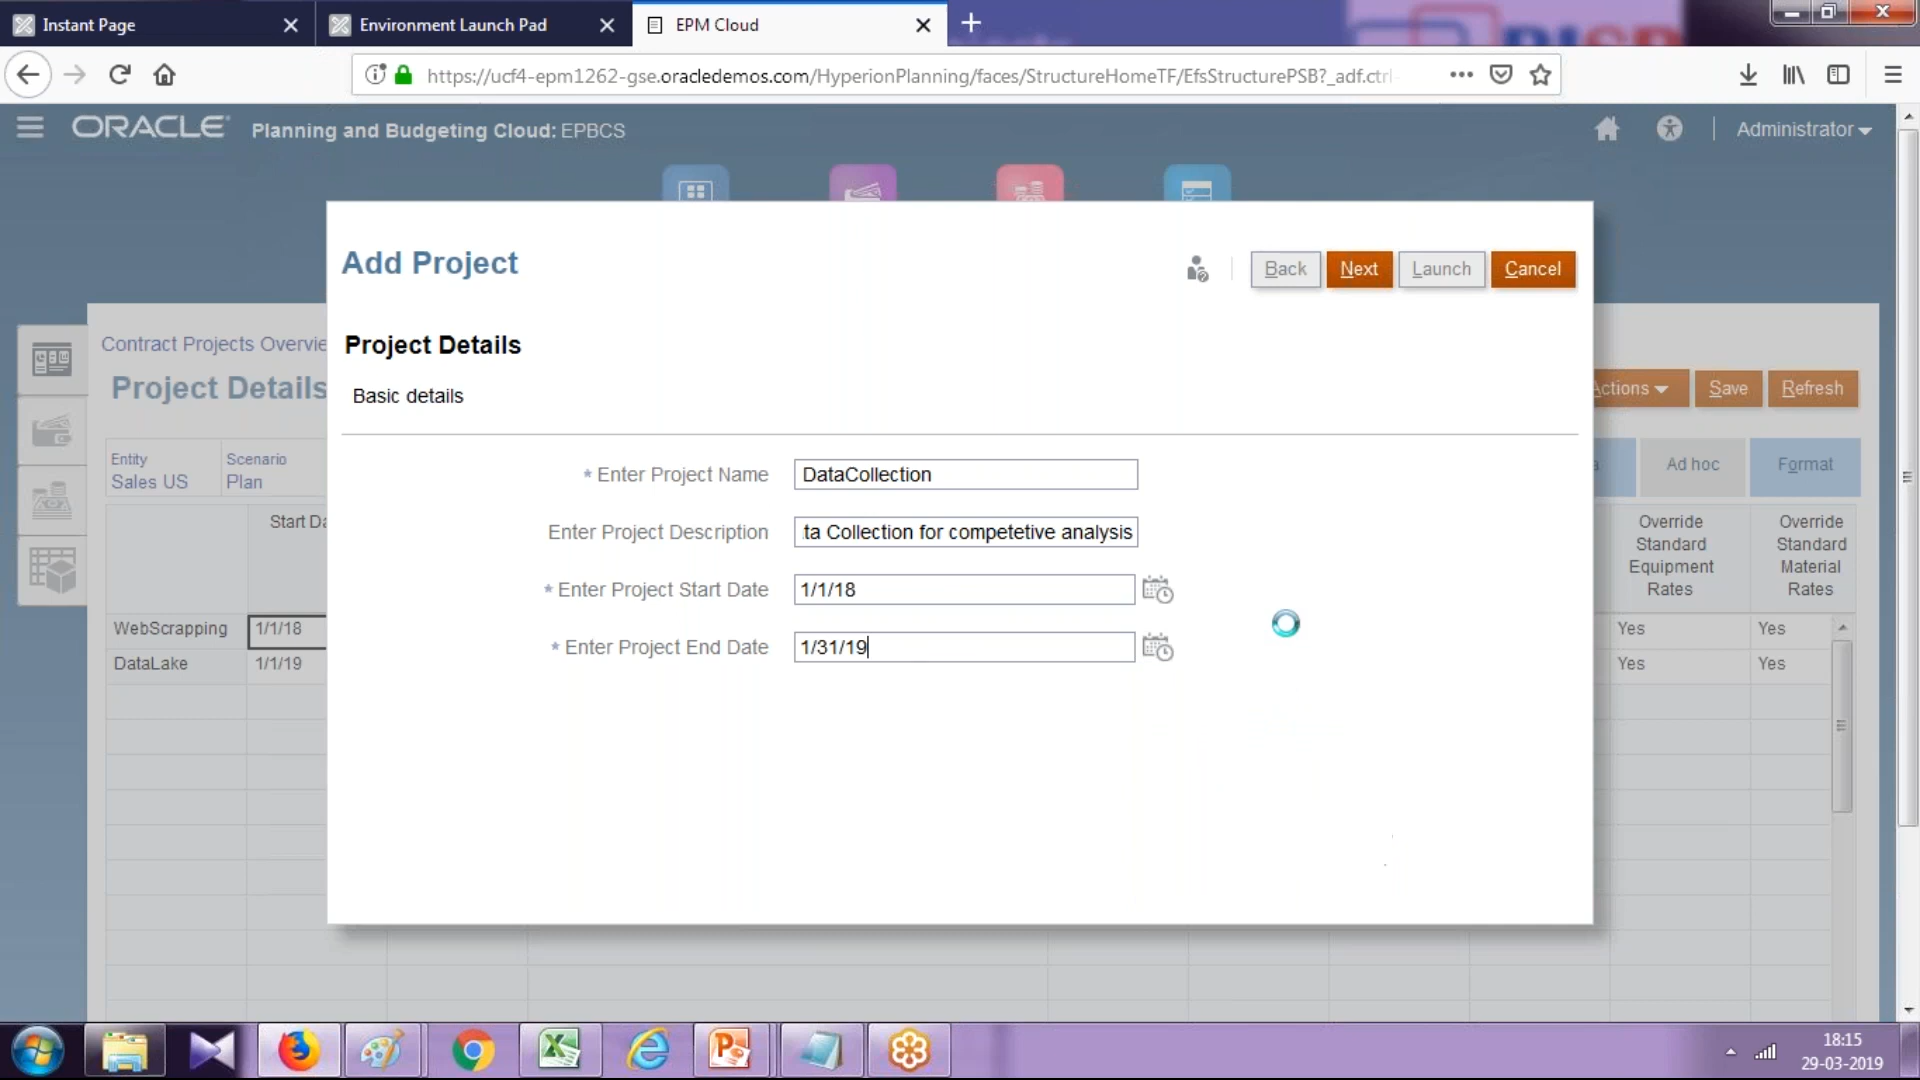 Instant Page
Environment Launch Pad
EPM Cloud
https://ucf4-epm1262-gse.oracledemos.com/HyperionPlanning/faces/StructureHomeTF/EfsStructurePSB?_adf.ctrl-
ORACLE Planning and Budgeting Cloud: EPBCS
Administrator
Add Project
Back
Next
Launch
Cancel
Project Details
Basic details
* Enter Project Name DataCollection
Enter Project Description ta Collection for competetive analysis
* Enter Project Start Date 1/1/18
* Enter Project End Date 1/31/19
Contract Projects Overvie
Project Details
Actions
Save
Refresh
Entity
Sales US
Scenario
Plan
Ad hoc
Format
Start Da
Override
Standard
Equipment
Rates
Override
Standard
Material
Rates
WebScrapping 1/1/18 Yes Yes
DataLake 1/1/19 Yes Yes
18:15
29-03-2019